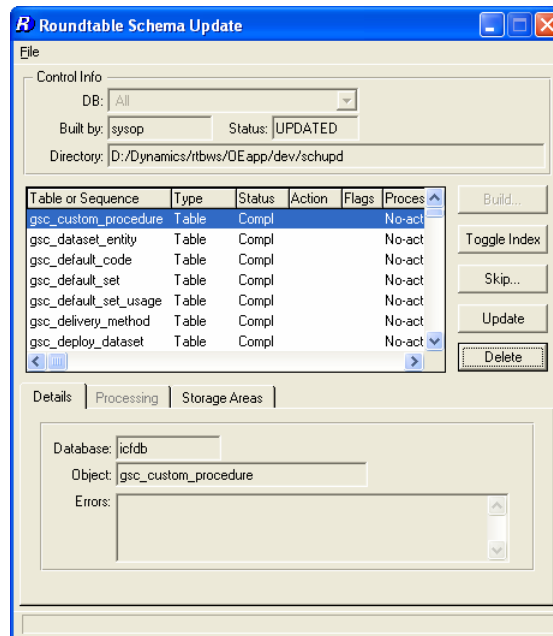 R Roundtable Schema Update
File
Control Info
DB: All
Built by: sysop Status: UPDATED
Directory: D:/Dynamics/rtbws/OEapp/dev/schupd
Table or Sequence Type Status Action Flags Proces
gsc_custom_procedure Table Compl No-act
gsc_dataset_entity Table Compl No-act
gsc_default_code Table Compl No-act
gsc_default_set Table Compl No-act
gsc_default_set_usage Table Compl No-act
gsc_delivery_method Table Compl No-act
gsc_deploy_dataset Table Compl No-act
Build...
Toggle Index
Skip...
Update
Delete
Details Processing Storage Areas
Database: icfdb
Object: gsc_custom_procedure
Errors: